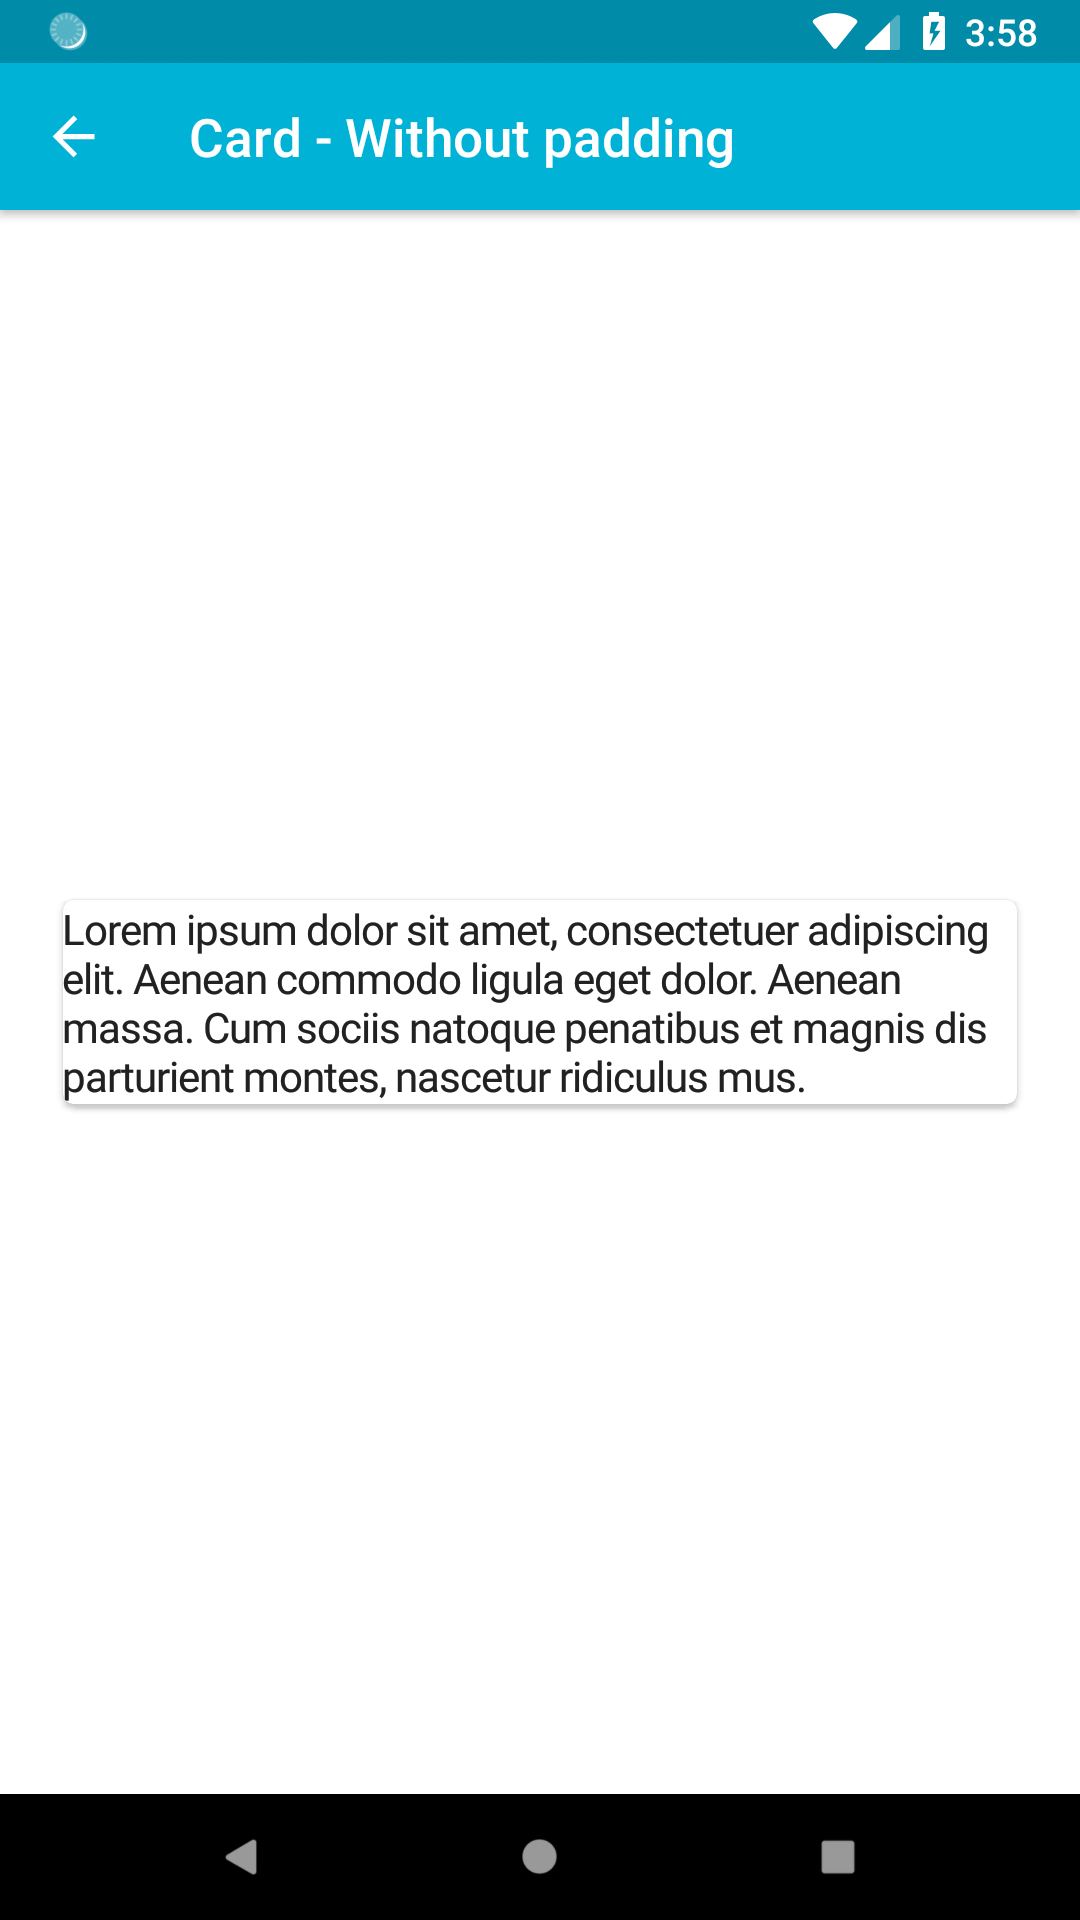 3:58
Card - Without padding
Lorem ipsum dolor sit amet, consectetuer adipiscing
elit. Aenean commodo ligula eget dolor. Aenean
massa. Cum sociis natoque penatibus et magnis dis
parturient montes, nascetur ridiculus mus.